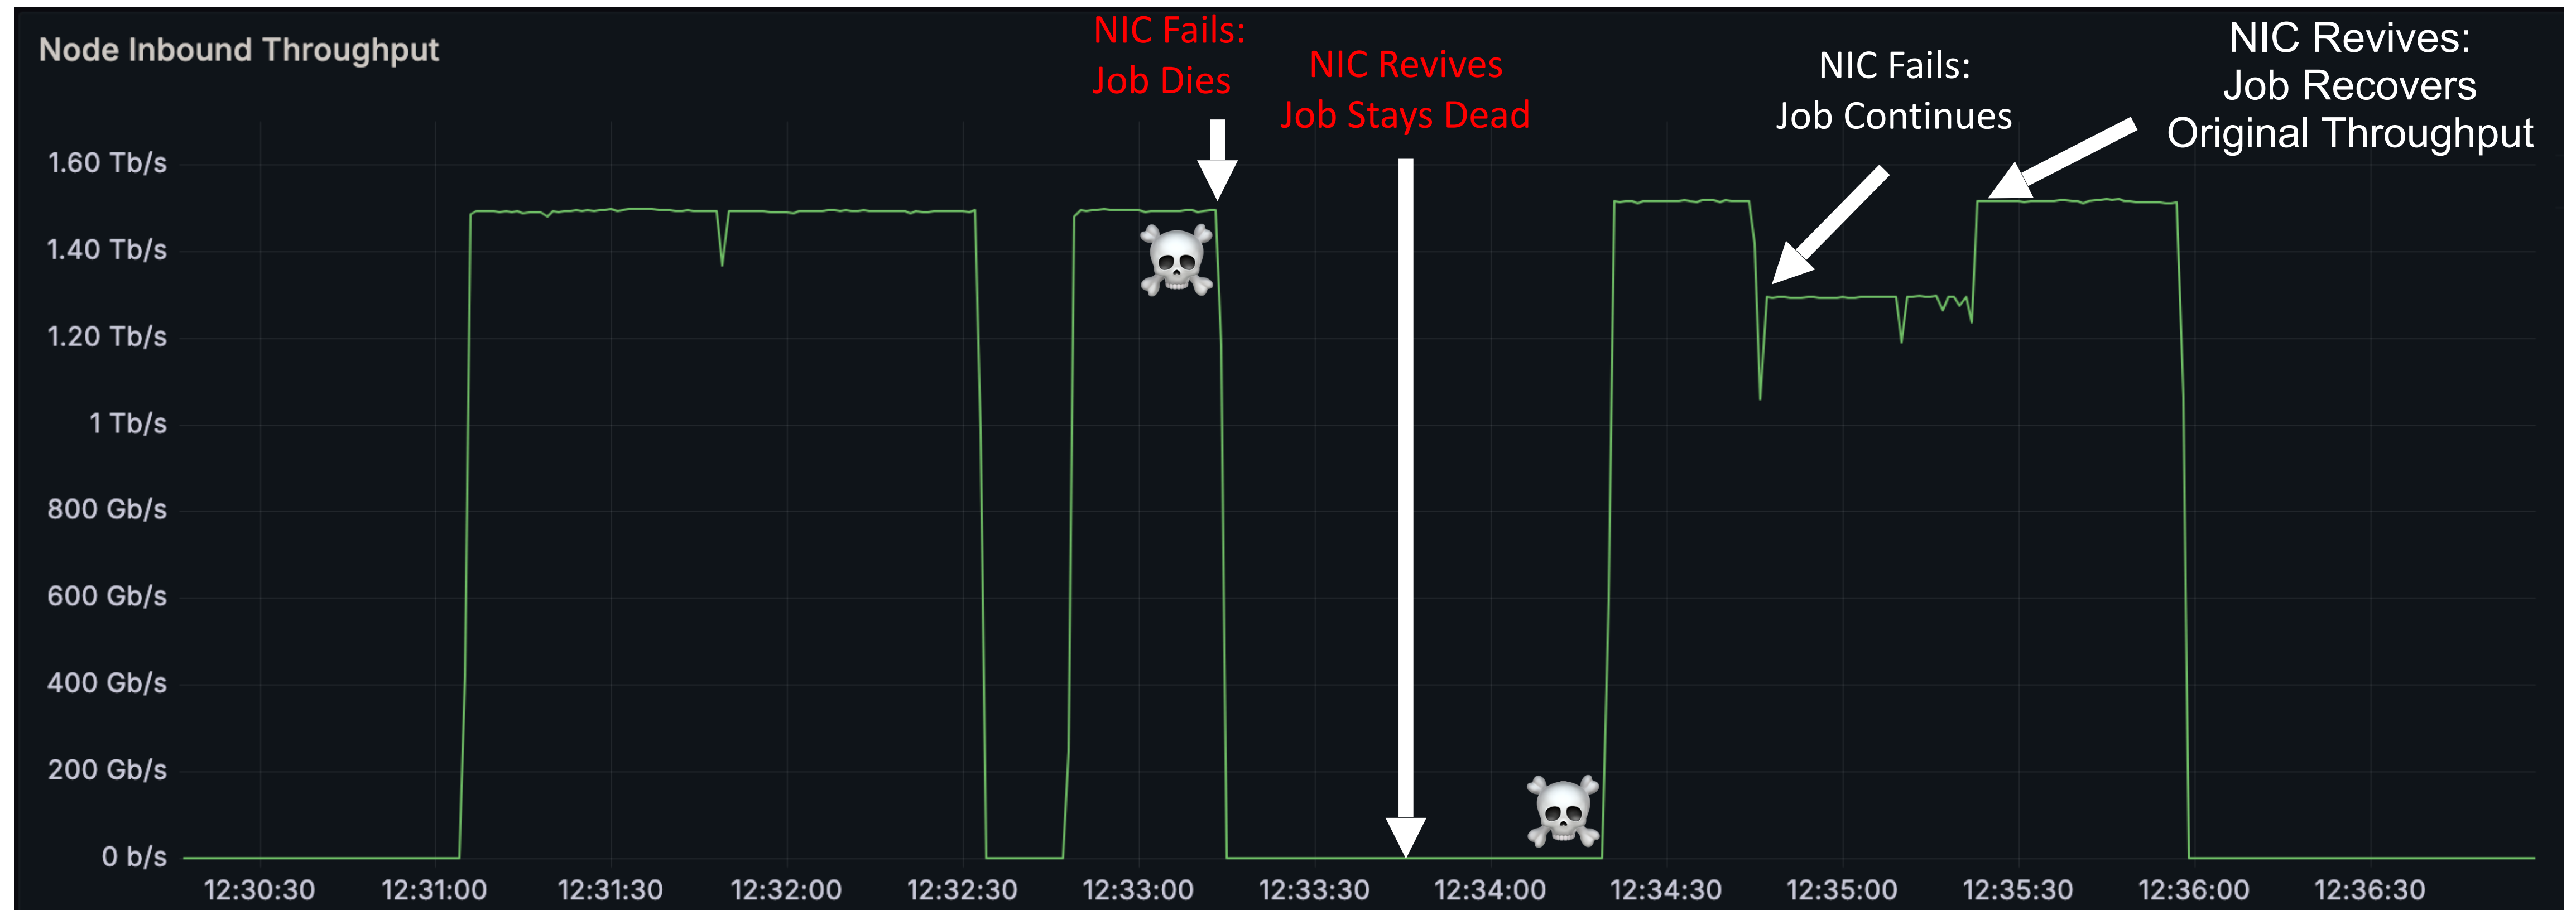 Node Inbound Throughput
NIC Fails:
Job Dies
NIC Revives
Job Stays Dead
NIC Fails:
Job Continues
NIC Revives:
Job Recovers
Original Throughput
1.60 Tb/s
1.40 Tb/s
1.20 Tb/s
1 Tb/s
800 Gb/s
600 Gb/s
400 Gb/s
200 Gb/s
0 b/s
12:30:30 12:31:00 12:31:30 12:32:00 12:32:30 12:33:00 12:33:30 12:34:00 12:34:30 12:35:00 12:35:30 12:36:00 12:36:30